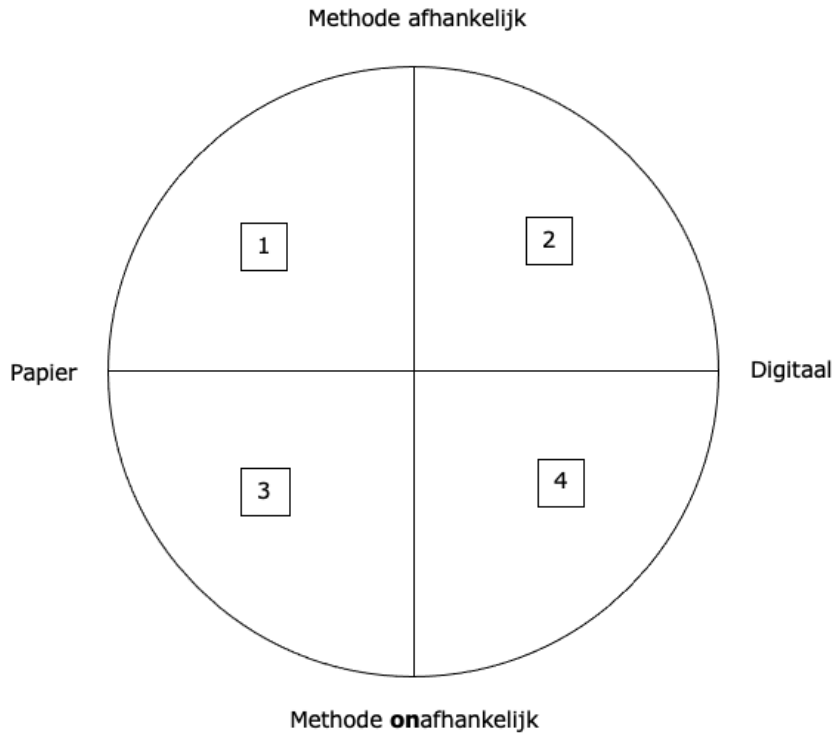 Methode afhankelijk
1
2
Papier
Digitaal
3
4
Methode onafhankelijk